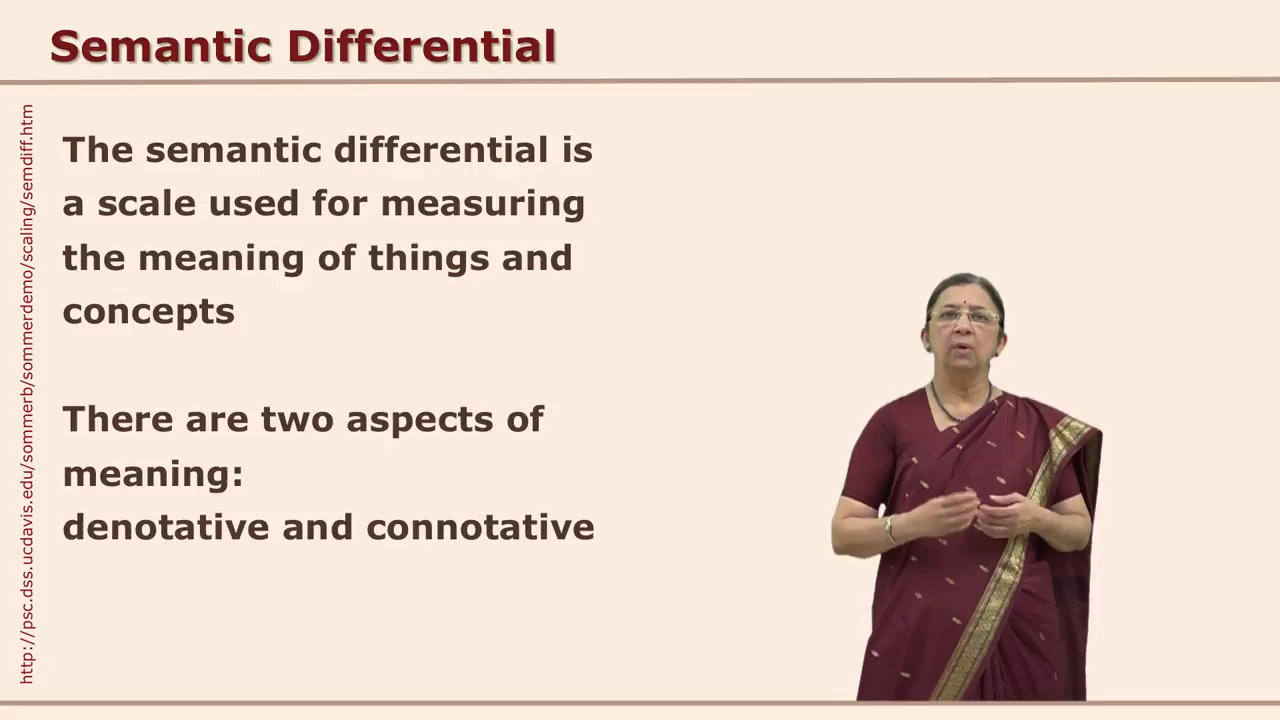 Semantic Differential
http://psc.dss.ucdavis.edu/sommerb/sommerdemo/scaling/semdiff.htm
The semantic differential is
a scale used for measuring
the meaning of things and
concepts
There are two aspects of
meaning:
denotative and connotative